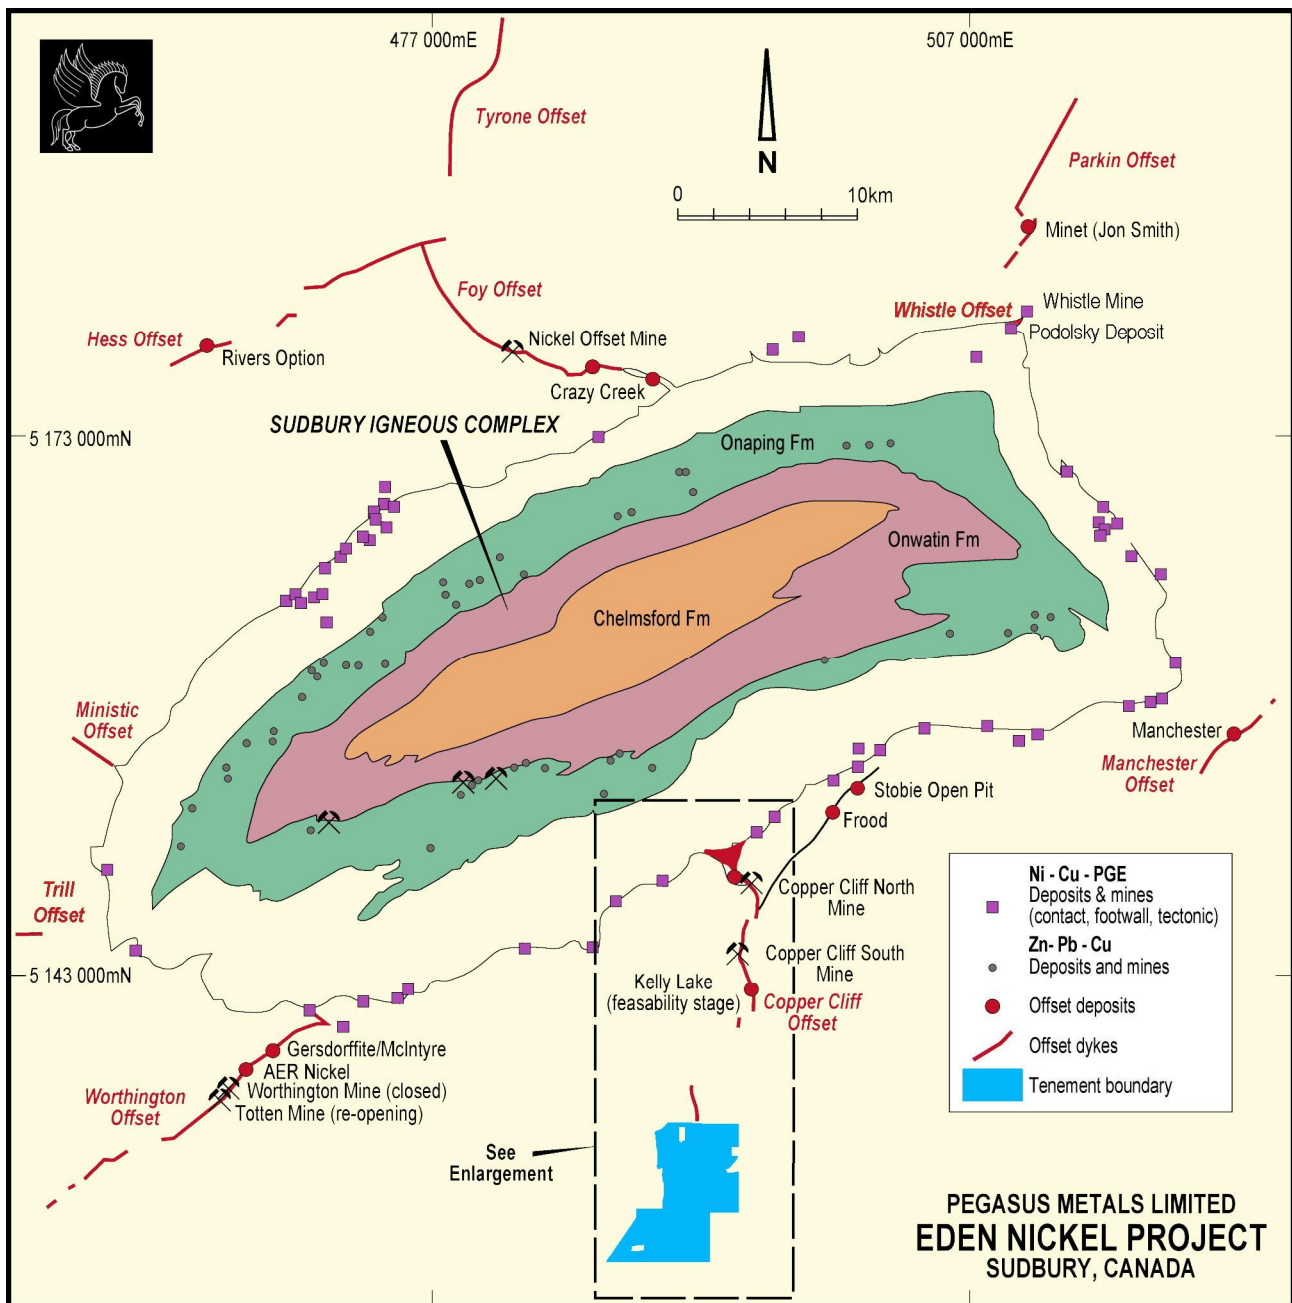 477 000mE
507 000mE
Tyrone Offset
Parkin Offset
N
0
10km
Minet (Jon Smith)
Foy Offset
Whistle Offset
Whistle Mine
Podolsky Deposit
Hess Offset
Rivers Option
Nickel Offset Mine
Crazy Creek
SUDBURY IGNEOUS COMPLEX
5 173 000mN
Onaping Fm
Onwatin Fm
Chelmsford Fm
Ministic
Offset
Manchester
Manchester
Offset
Stobie Open Pit
Frood
Trill
Offset
Copper Cliff North
Mine
Copper Cliff South
Mine
5 143 000mN
Kelly Lake
(feasability stage)
Copper Cliff
Offset
Gersdorffite/McIntyre
AER Nickel
Worthington Mine (closed)
Totten Mine (re-opening)
Worthington
Offset
See
Enlargement
Ni - Cu - PGE
Deposits & mines
(contact, footwall, tectonic)
Zn- Pb - Cu
Deposits and mines
Offset deposits
Offset dykes
Tenement boundary
PEGASUS METALS LIMITED
EDEN NICKEL PROJECT
SUDBURY, CANADA